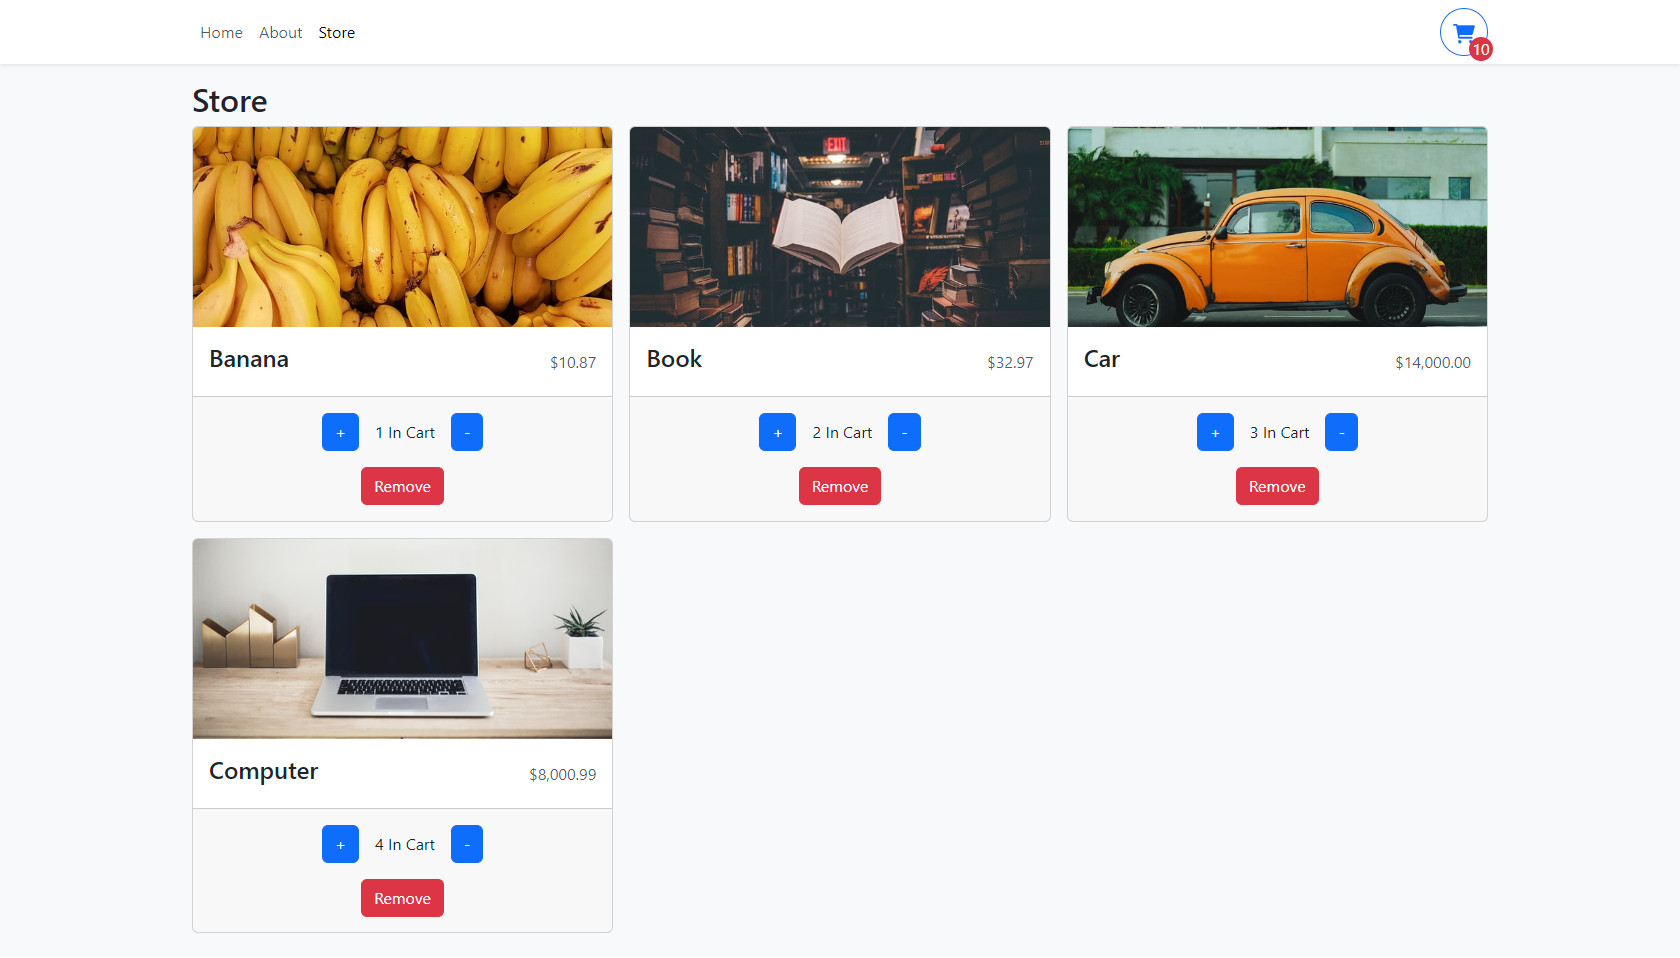 Home About Store
10
Store
EXIT
Banana $10.87
+ 1 In Cart -
Remove
Book $32.97
+ 2 In Cart -
Remove
Car $14,000.00
+ 3 In Cart -
Remove
Computer $8,000.99
+ 4 In Cart -
Remove